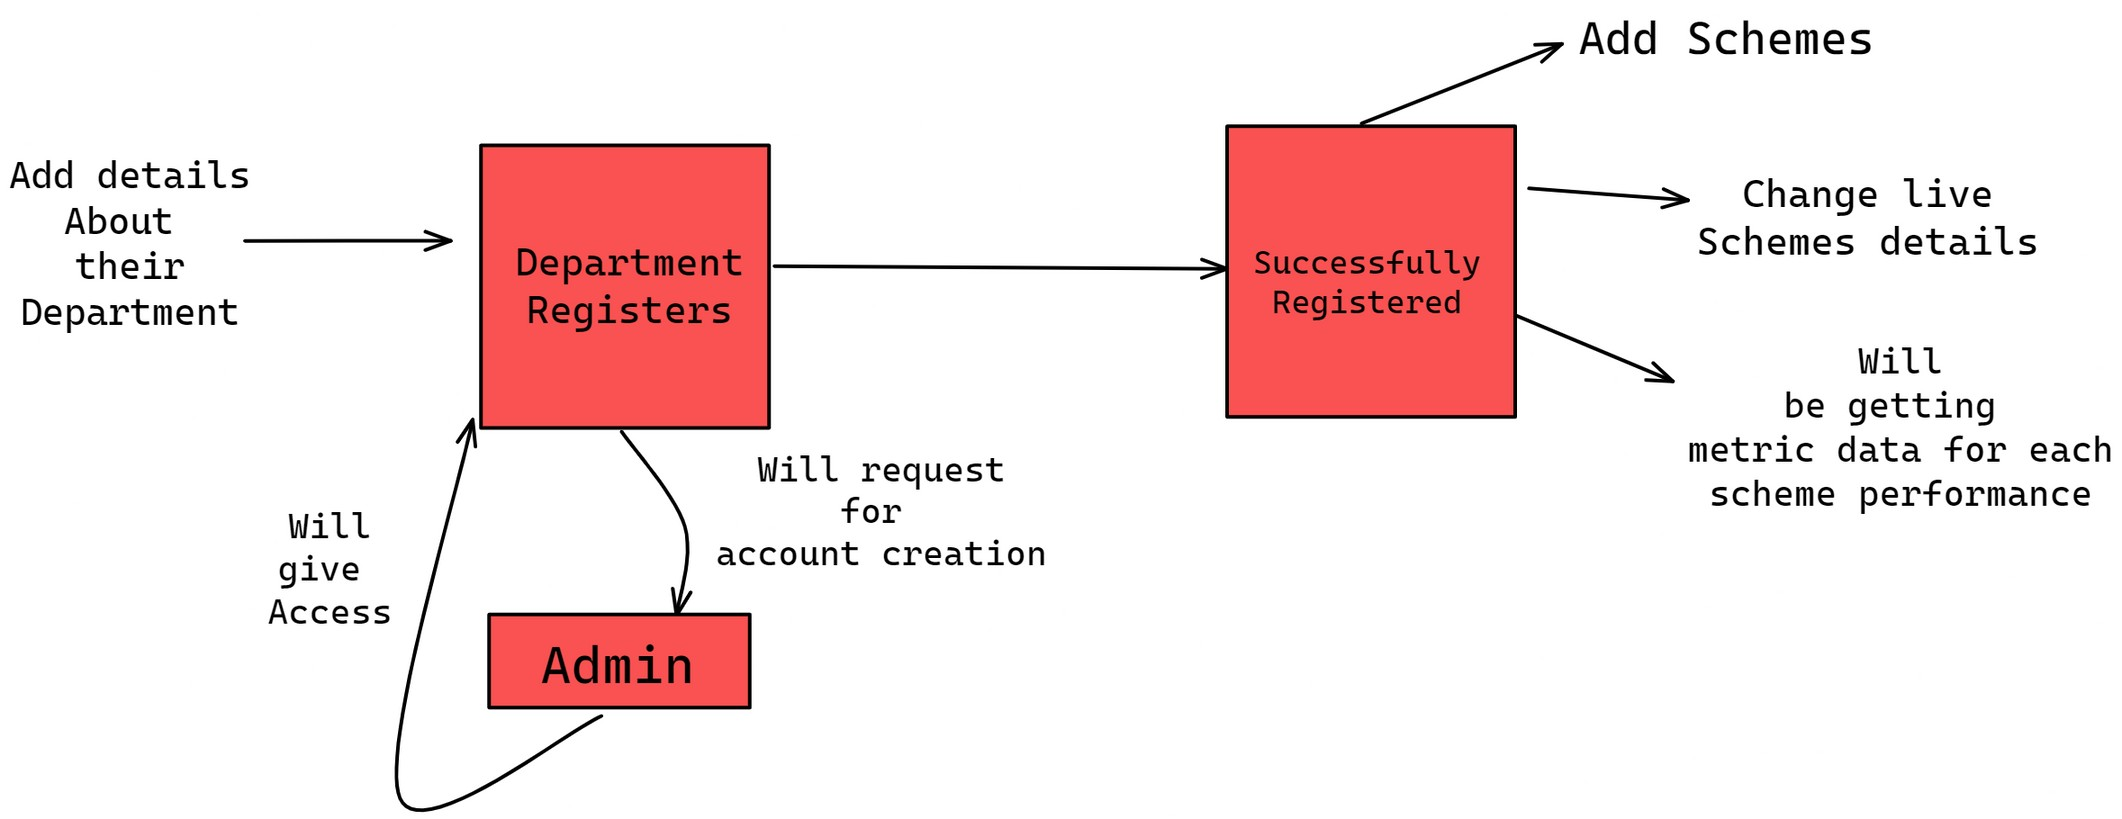 Add Schemes
Add details
About
their
Department
Department
Registers
Successfully
Registered
Change live
Schemes details
Will
be getting
metric data for each
scheme performance
Will request
for
account creation
Will
give
Access
Admin